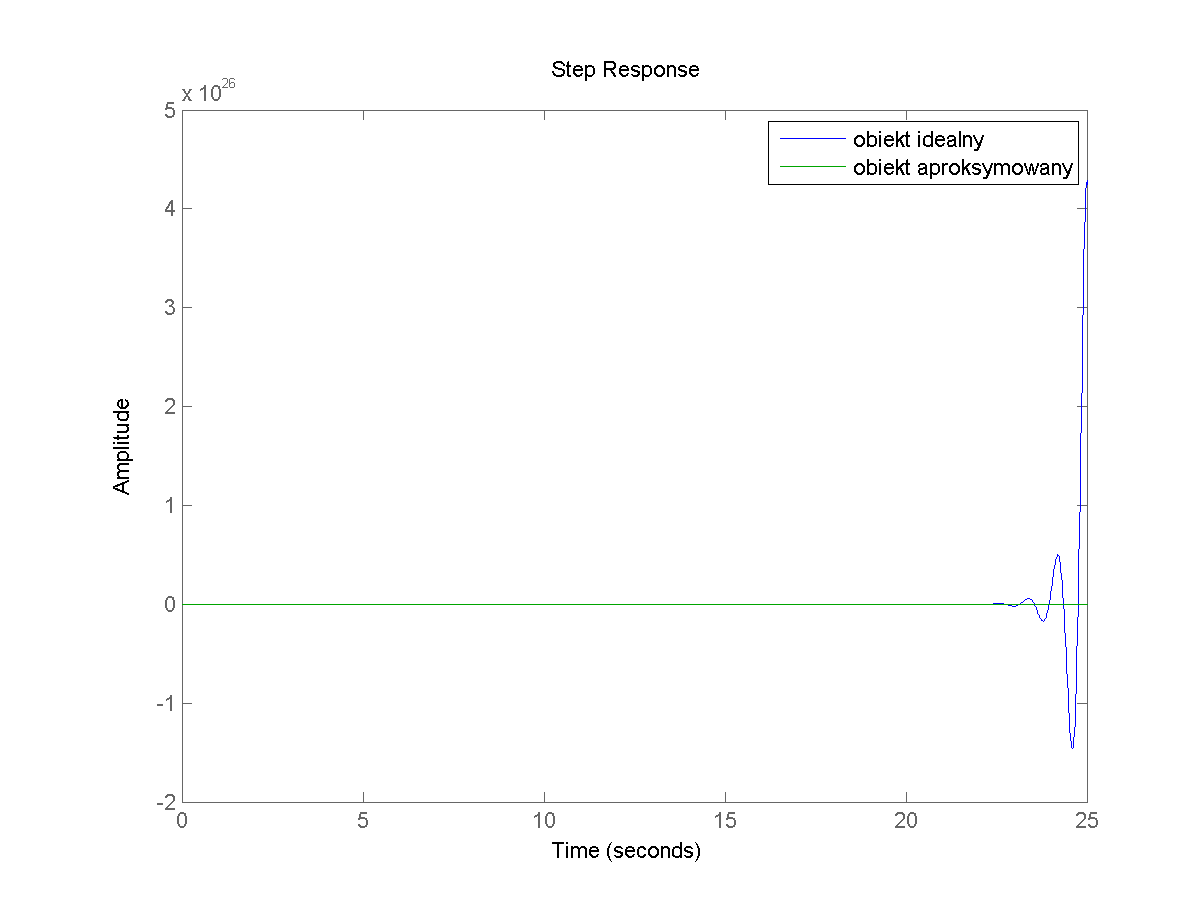 Step Response
x 10^26
5
4
3
2
1
0
-1
-2
0 5 10 15 20 25
Amplitude
Time (seconds)
obiekt idealny
obiekt aproksymowany